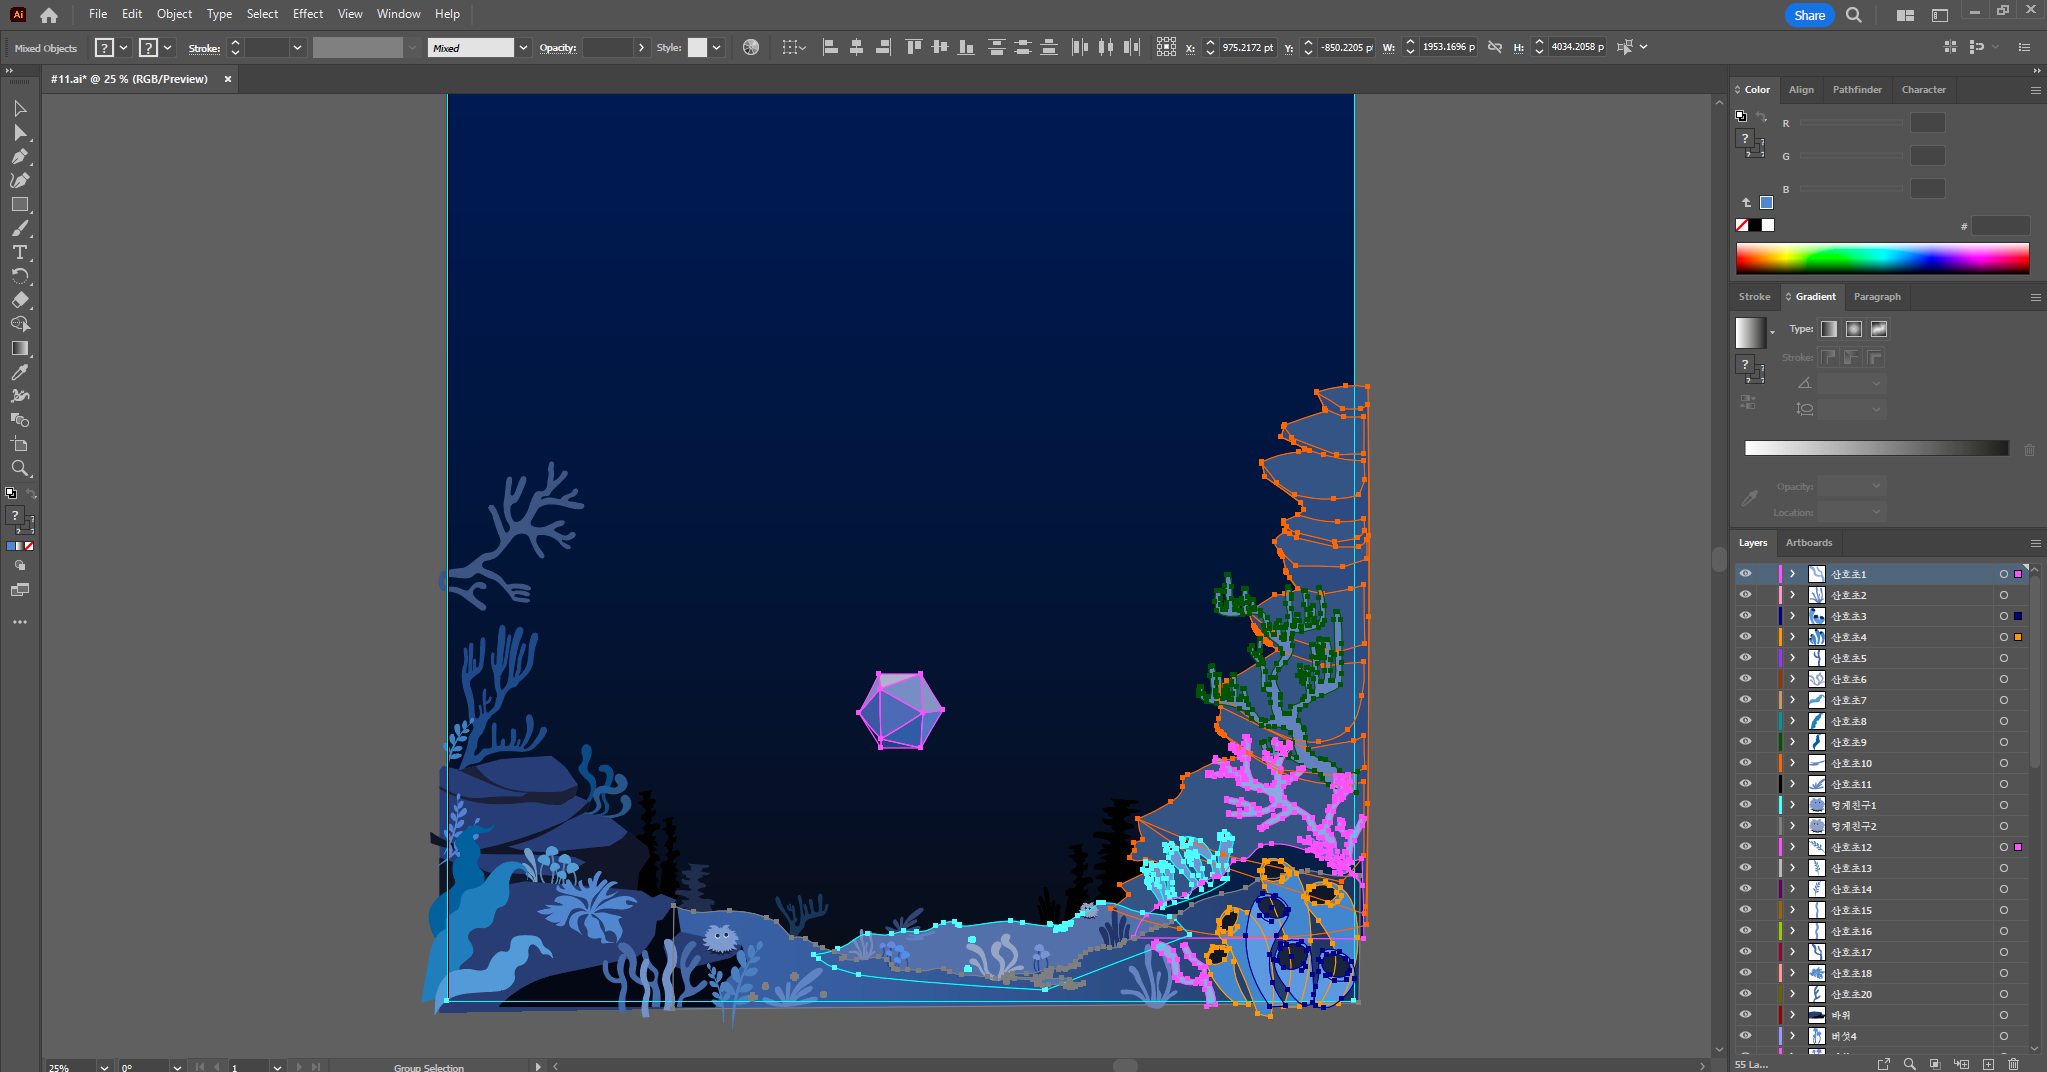 Ai File Edit Object Type Select Effect View Window Help Share
Mixed Objects ? ? Stroke: Mixed Opacity: Style: X: 975.2172 pt Y: -850.2205 pt W: 1953.1696 p H: 4034.2058 p
#11.ai* @ 25 % (RGB/Preview) ×
Color Align Pathfinder Character
R
G
B
#
Stroke Gradient Paragraph
Type:
Stroke:
Opacity:
Location:
Layers Artboards
산호초1
산호초2
산호초3
산호초4
산호초5
산호초6
산호초7
산호초8
산호초9
산호초10
산호초11
멍게친구1
멍게친구2
산호초12
산호초13
산호초14
산호초15
산호초16
산호초17
산호초18
산호초20
바위
버섯4
55 La...
25% 0° 1 Group Selection